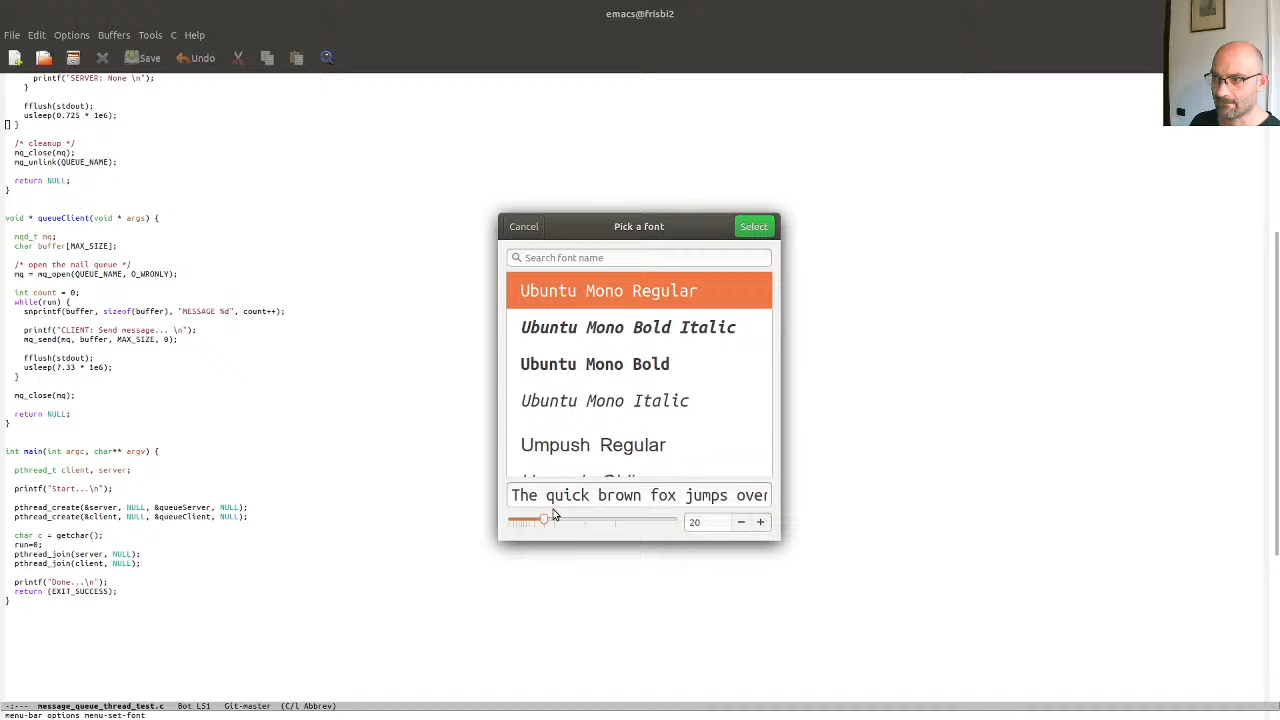 emacs@frisbi2
File Edit Options Buffers Tools C Help
Save Undo
printf("SERVER: None \n");
}
fflush(stdout);
usleep(0.725 * 1e6);
}
/* cleanup */
mq_close(mq);
mq_unlink(QUEUE_NAME);
return NULL;
}
void * queueClient(void * args) {
mqd_t mq;
char buffer[MAX_SIZE];
/* open the mail queue */
mq = mq_open(QUEUE_NAME, O_WRONLY);
int count = 0;
while(run) {
snprintf(buffer, sizeof(buffer), "MESSAGE %d", count++);
printf("CLIENT: Send message... \n");
mq_send(mq, buffer, MAX_SIZE, 0);
fflush(stdout);
usleep(7.33 * 1e6);
}
mq_close(mq);
return NULL;
}
int main(int argc, char** argv) {
pthread_t client, server;
printf("Start...\n");
pthread_create(&server, NULL, &queueServer, NULL);
pthread_create(&client, NULL, &queueClient, NULL);
char c = getchar();
run=0;
pthread_join(server, NULL);
pthread_join(client, NULL);
printf("Done...\n");
return (EXIT_SUCCESS);
}
Cancel Pick a font Select
Search font name
Ubuntu Mono Regular
Ubuntu Mono Bold Italic
Ubuntu Mono Bold
Ubuntu Mono Italic
Umpush Regular
The quick brown fox jumps over
20 − +
-:--- message_queue_thread_test.c Bot L51 Git-master (C/l Abbrev)
menu-bar options menu-set-font